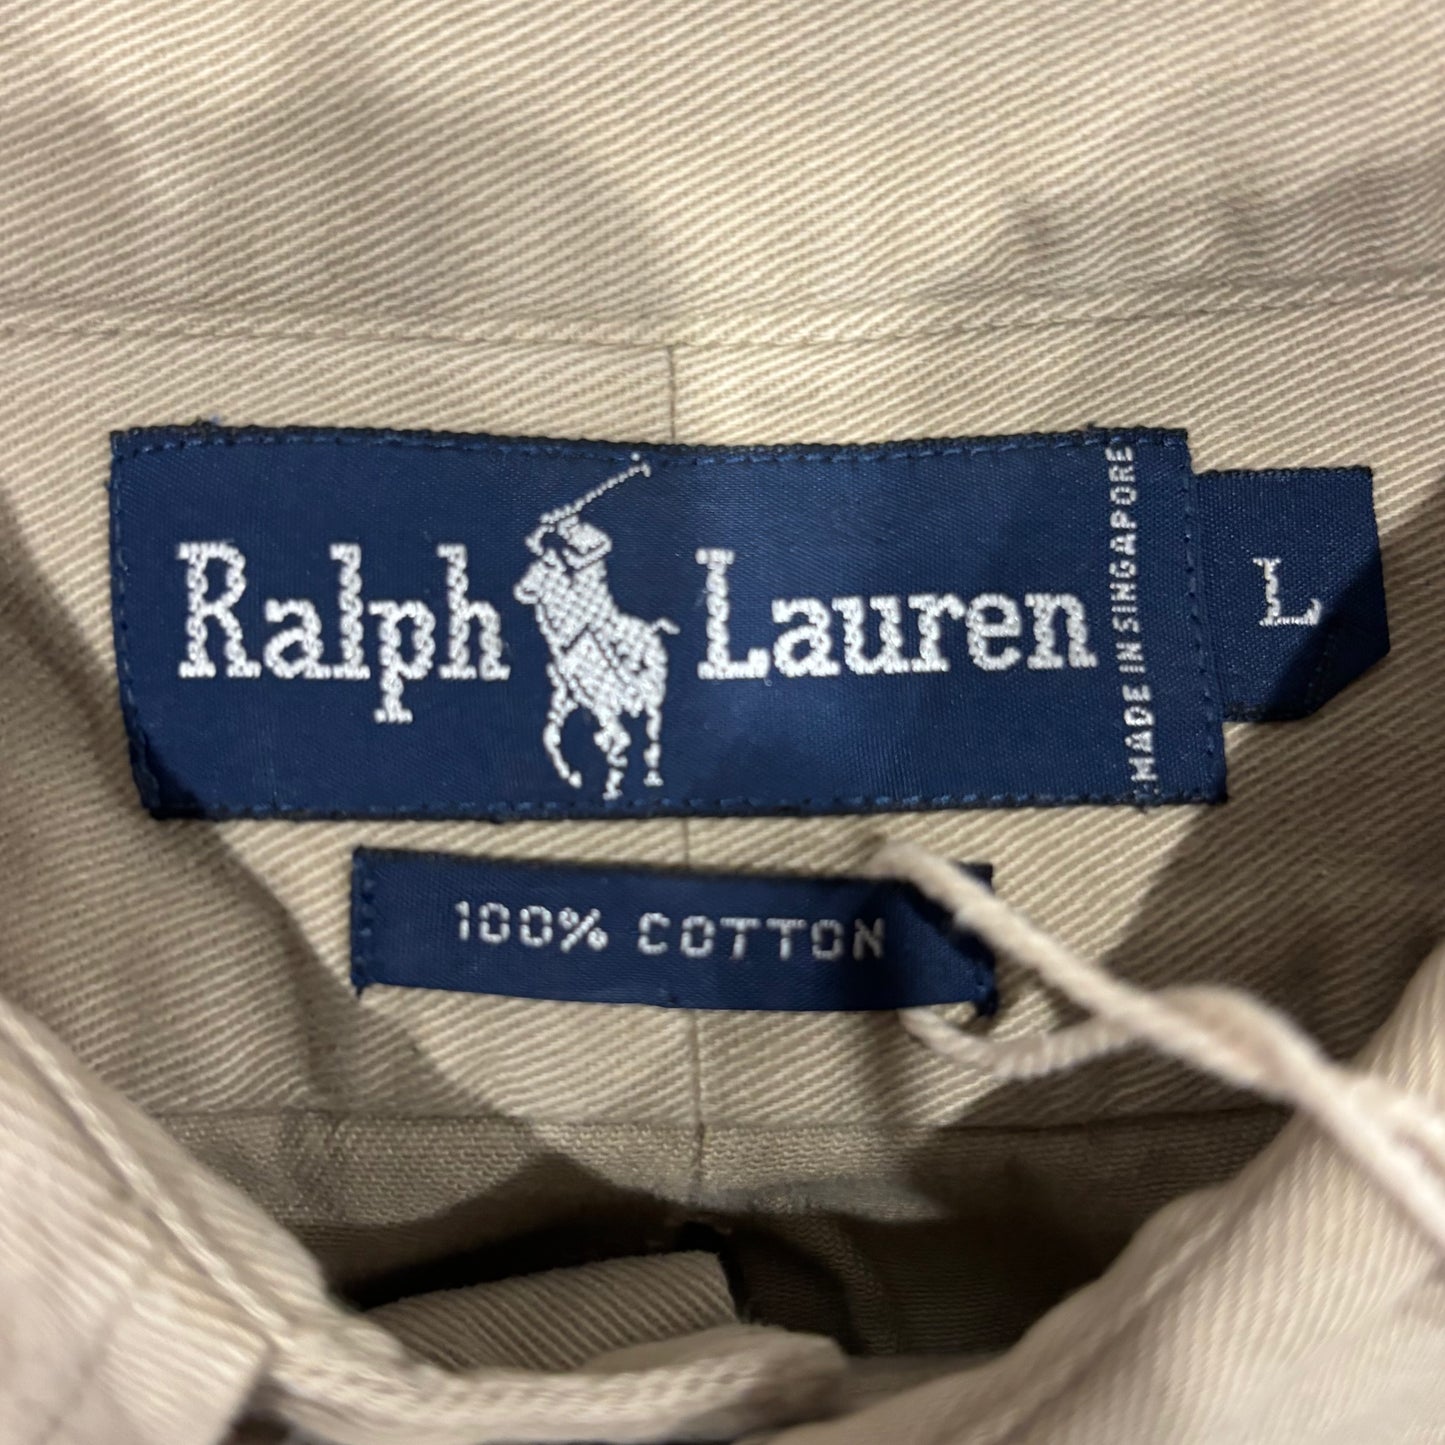 Ralph Lauren
MADE IN SINGAPORE
L
100% COTTON